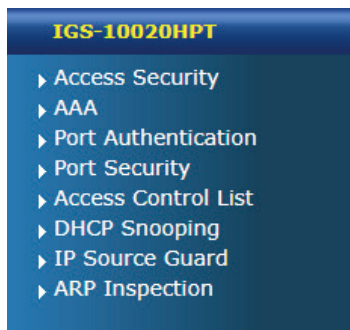 IGS-10020HPT
Access Security
AAA
Port Authentication
Port Security
Access Control List
DHCP Snooping
IP Source Guard
ARP Inspection